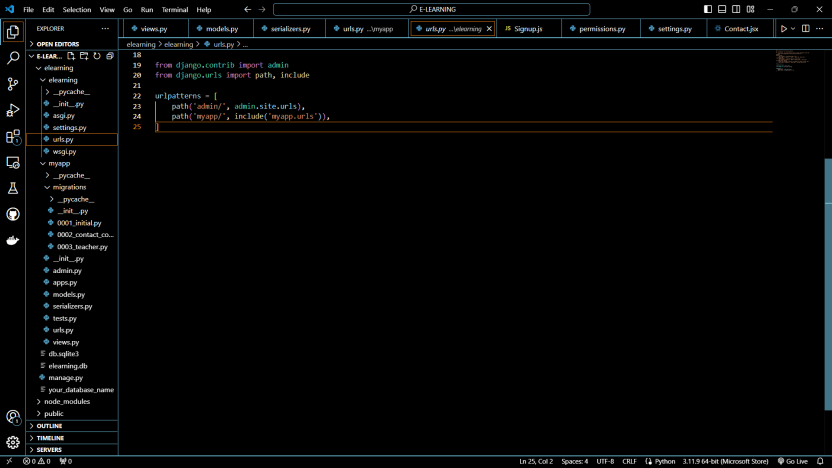 File Edit Selection View Go Run Terminal Help
E-LEARNING
EXPLORER
views.py
models.py
serializers.py
urls.py ...\myapp
urls.py ...\elearning
JS Signup.js
permissions.py
settings.py
Contact.jsx
OPEN EDITORS
elearning > elearning > urls.py > ...
E-LEAR...
elearning
elearning
__pycache__
__init__.py
asgi.py
settings.py
urls.py
wsgi.py
myapp
__pycache__
migrations
__pycache__
__init__.py
0001_initial.py
0002_contact_co...
0003_teacher.py
__init__.py
admin.py
apps.py
models.py
serializers.py
tests.py
urls.py
views.py
db.sqlite3
elearning.db
manage.py
your_database_name
node_modules
public
OUTLINE
TIMELINE
SERVERS
18
19 from django.contrib import admin
20 from django.urls import path, include
21
22 urlpatterns = [
23 path('admin/', admin.site.urls),
24 path('myapp/', include('myapp.urls')),
25 ]
0 0 0
Ln 25, Col 2 Spaces: 4 UTF-8 CRLF Python 3.11.9 64-bit (Microsoft Store) Go Live